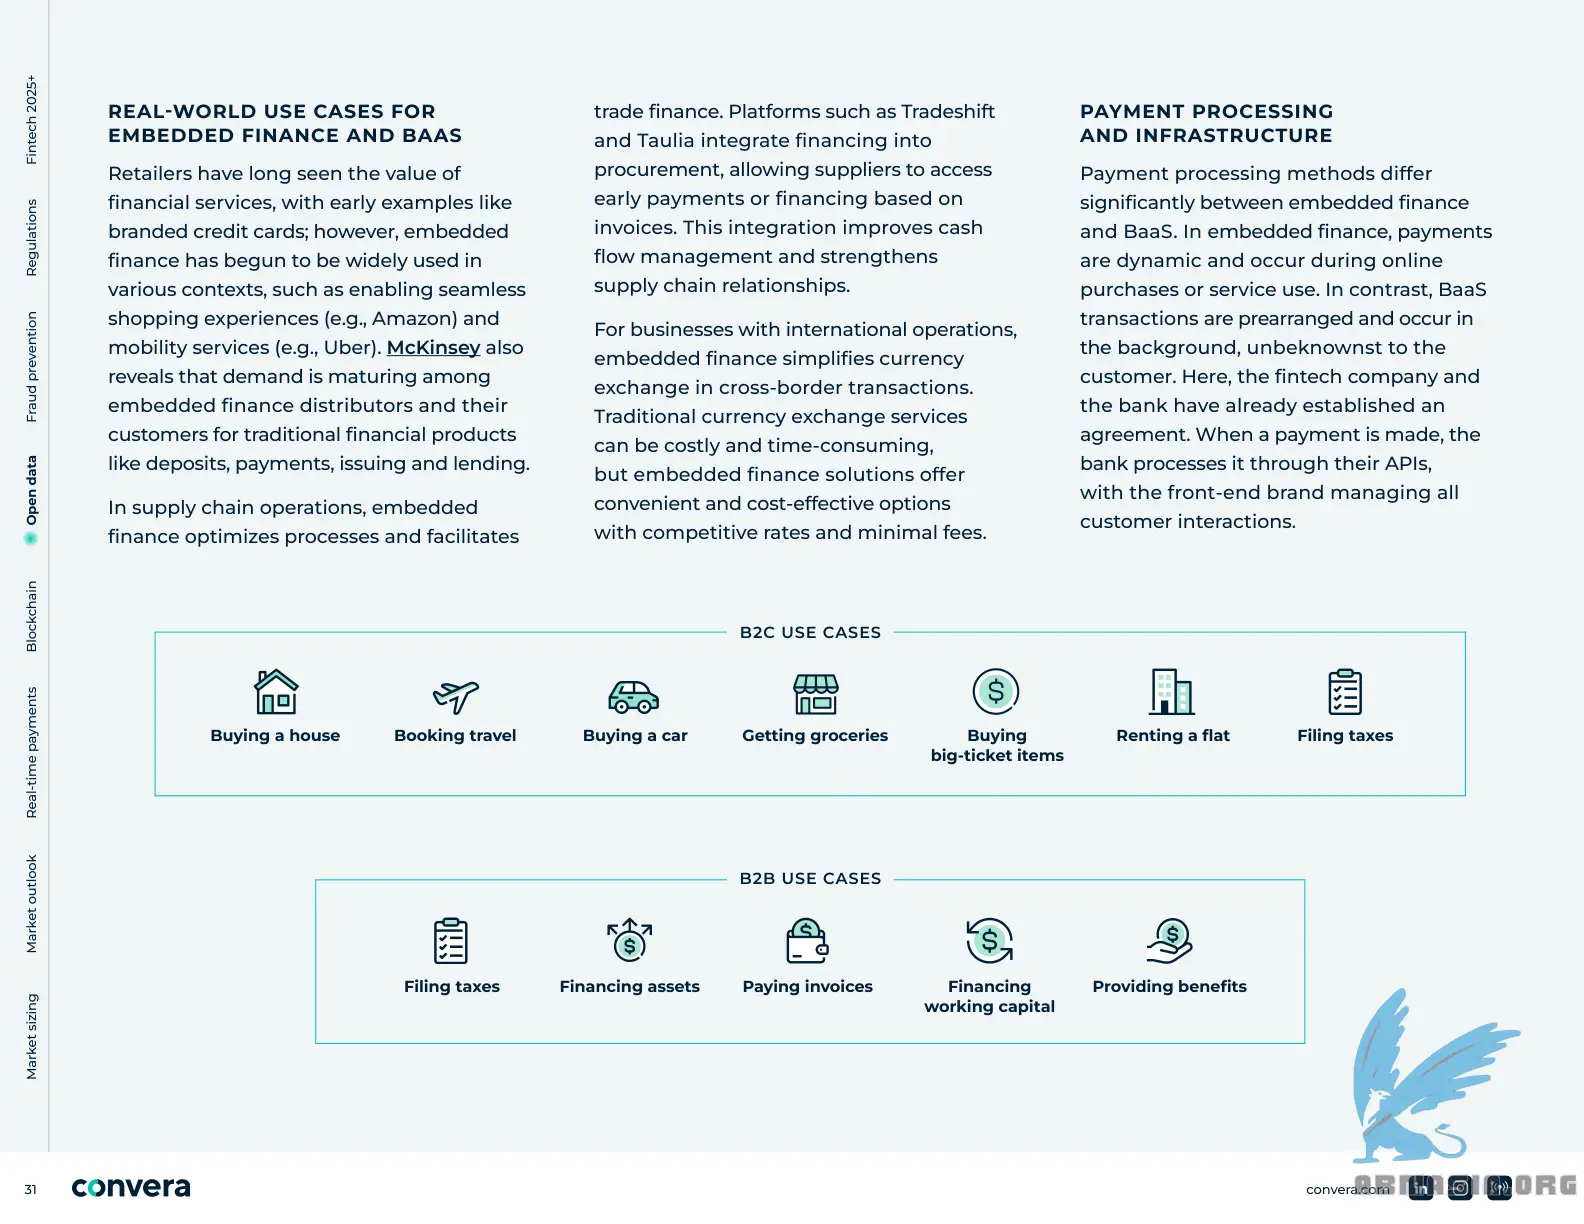 Fintech 2025+
Regulations
Fraud prevention
Open data
Blockchain
Real-time payments
Market outlook
Market sizing
REAL-WORLD USE CASES FOR
EMBEDDED FINANCE AND BAAS
Retailers have long seen the value of
financial services, with early examples like
branded credit cards; however, embedded
finance has begun to be widely used in
various contexts, such as enabling seamless
shopping experiences (e.g., Amazon) and
mobility services (e.g., Uber). McKinsey also
reveals that demand is maturing among
embedded finance distributors and their
customers for traditional financial products
like deposits, payments, issuing and lending.
In supply chain operations, embedded
finance optimizes processes and facilitates
trade finance. Platforms such as Tradeshift
and Taulia integrate financing into
procurement, allowing suppliers to access
early payments or financing based on
invoices. This integration improves cash
flow management and strengthens
supply chain relationships.
For businesses with international operations,
embedded finance simplifies currency
exchange in cross-border transactions.
Traditional currency exchange services
can be costly and time-consuming,
but embedded finance solutions offer
convenient and cost-effective options
with competitive rates and minimal fees.
PAYMENT PROCESSING
AND INFRASTRUCTURE
Payment processing methods differ
significantly between embedded finance
and BaaS. In embedded finance, payments
are dynamic and occur during online
purchases or service use. In contrast, BaaS
transactions are prearranged and occur in
the background, unbeknownst to the
customer. Here, the fintech company and
the bank have already established an
agreement. When a payment is made, the
bank processes it through their APIs,
with the front-end brand managing all
customer interactions.
B2C USE CASES
Buying a house
Booking travel
Buying a car
Getting groceries
Buying
big-ticket items
Renting a flat
Filing taxes
B2B USE CASES
Filing taxes
Financing assets
Paying invoices
Financing
working capital
Providing benefits
31
convera
convera.com